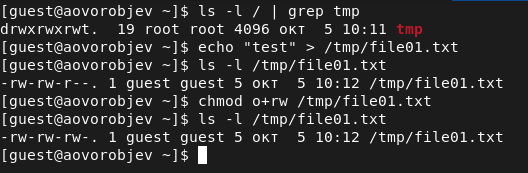 [guest@aovorobjev ~]$ ls -l / | grep tmp
drwxrwxrwt.  19 root root 4096 окт  5 10:11 tmp
[guest@aovorobjev ~]$ echo "test" > /tmp/file01.txt
[guest@aovorobjev ~]$ ls -l /tmp/file01.txt
-rw-rw-r--. 1 guest guest 5 окт  5 10:12 /tmp/file01.txt
[guest@aovorobjev ~]$ chmod o+rw /tmp/file01.txt
[guest@aovorobjev ~]$ ls -l /tmp/file01.txt
-rw-rw-rw-. 1 guest guest 5 окт  5 10:12 /tmp/file01.txt
[guest@aovorobjev ~]$